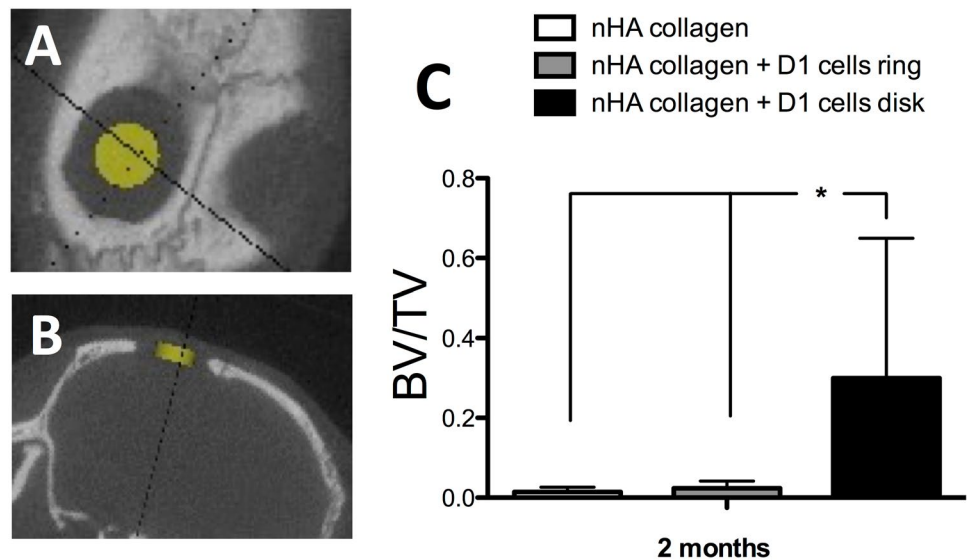 A
B
C
nHA collagen
nHA collagen + D1 cells ring
nHA collagen + D1 cells disk
BV/TV
0.8
0.6
0.4
0.2
0.0
*
2 months